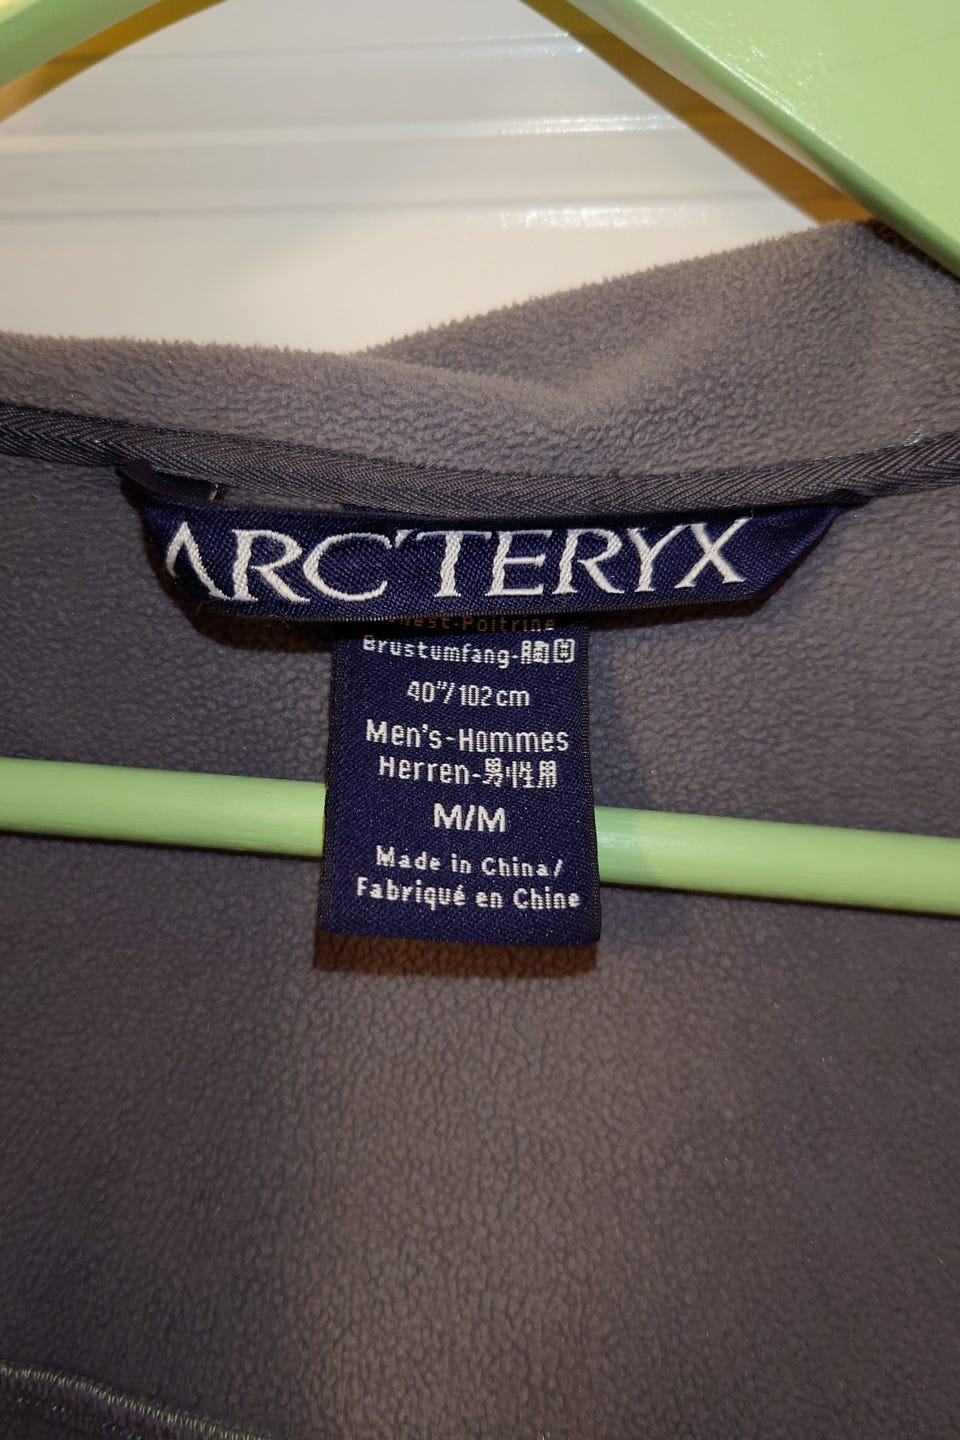 ARC'TERYX
Chest-Poitrine
Brustumfang-胸囲
40"/102cm
Men's-Hommes
Herren-男性用
M/M
Made in China/
Fabriqué en Chine